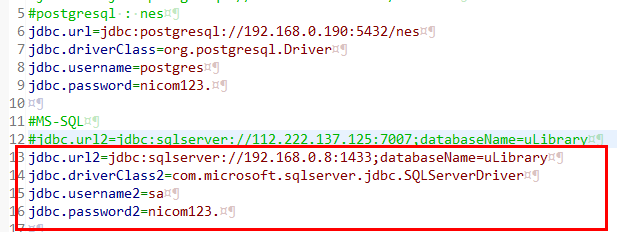 5 #postgresql : nes
6 jdbc.url=jdbc:postgresql://192.168.0.190:5432/nes¤¶
7 jdbc.driverClass=org.postgresql.Driver¤¶
8 jdbc.username=postgres¤¶
9 jdbc.password=nicom123.¤¶
10 ¤¶
11 #MS-SQL¤¶
12 #jdbc.url2=jdbc:sqlserver://112.222.137.125:7007;databaseName=uLibrary¤¶
13 jdbc.url2=jdbc:sqlserver://192.168.0.8:1433;databaseName=uLibrary¤¶
14 jdbc.driverClass2=com.microsoft.sqlserver.jdbc.SQLServerDriver¤¶
15 jdbc.username2=sa¤¶
16 jdbc.password2=nicom123.¤¶
17 ¤¶